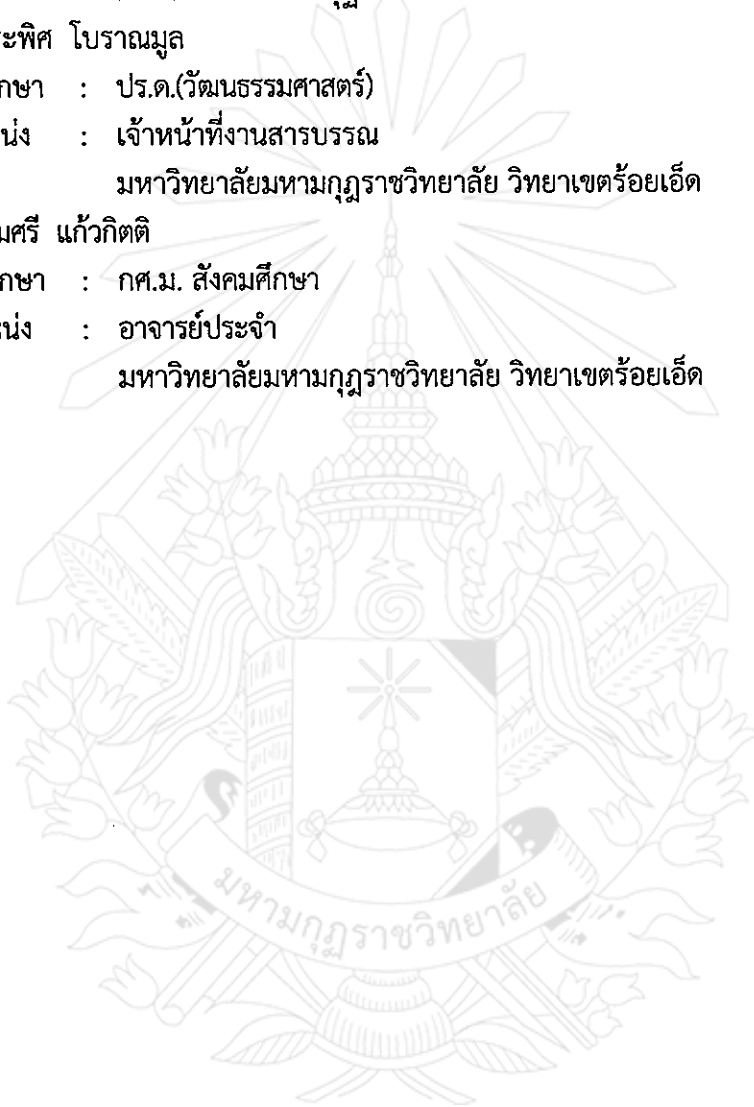 ะพิศ โบราณมูล
กษา : ปร.ด.(วัฒนธรรมศาสตร์)
น่ง : เจ้าหน้าที่งานสารบรรณ
มหาวิทยาลัยมหามกุฏราชวิทยาลัย วิทยาเขตร้อยเอ็ด
มศรี แก้วกิตติ
กษา : กศ.ม. สังคมศึกษา
น่ง : อาจารย์ประจำ
มหาวิทยาลัยมหามกุฏราชวิทยาลัย วิทยาเขตร้อยเอ็ด
มหามกุฏราชวิทยาลัย